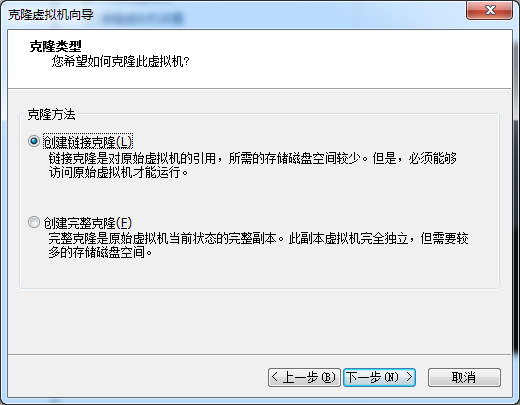 克隆虚拟机向导
克隆类型
您希望如何克隆此虚拟机?
克隆方法
创建链接克隆(L)
链接克隆是对原始虚拟机的引用，所需的存储磁盘空间较少。但是，必须能够
访问原始虚拟机才能运行。
创建完整克隆(F)
完整克隆是原始虚拟机当前状态的完整副本。此副本虚拟机完全独立，但需要较
多的存储磁盘空间。
< 上一步(B) 下一步(N) > 取消